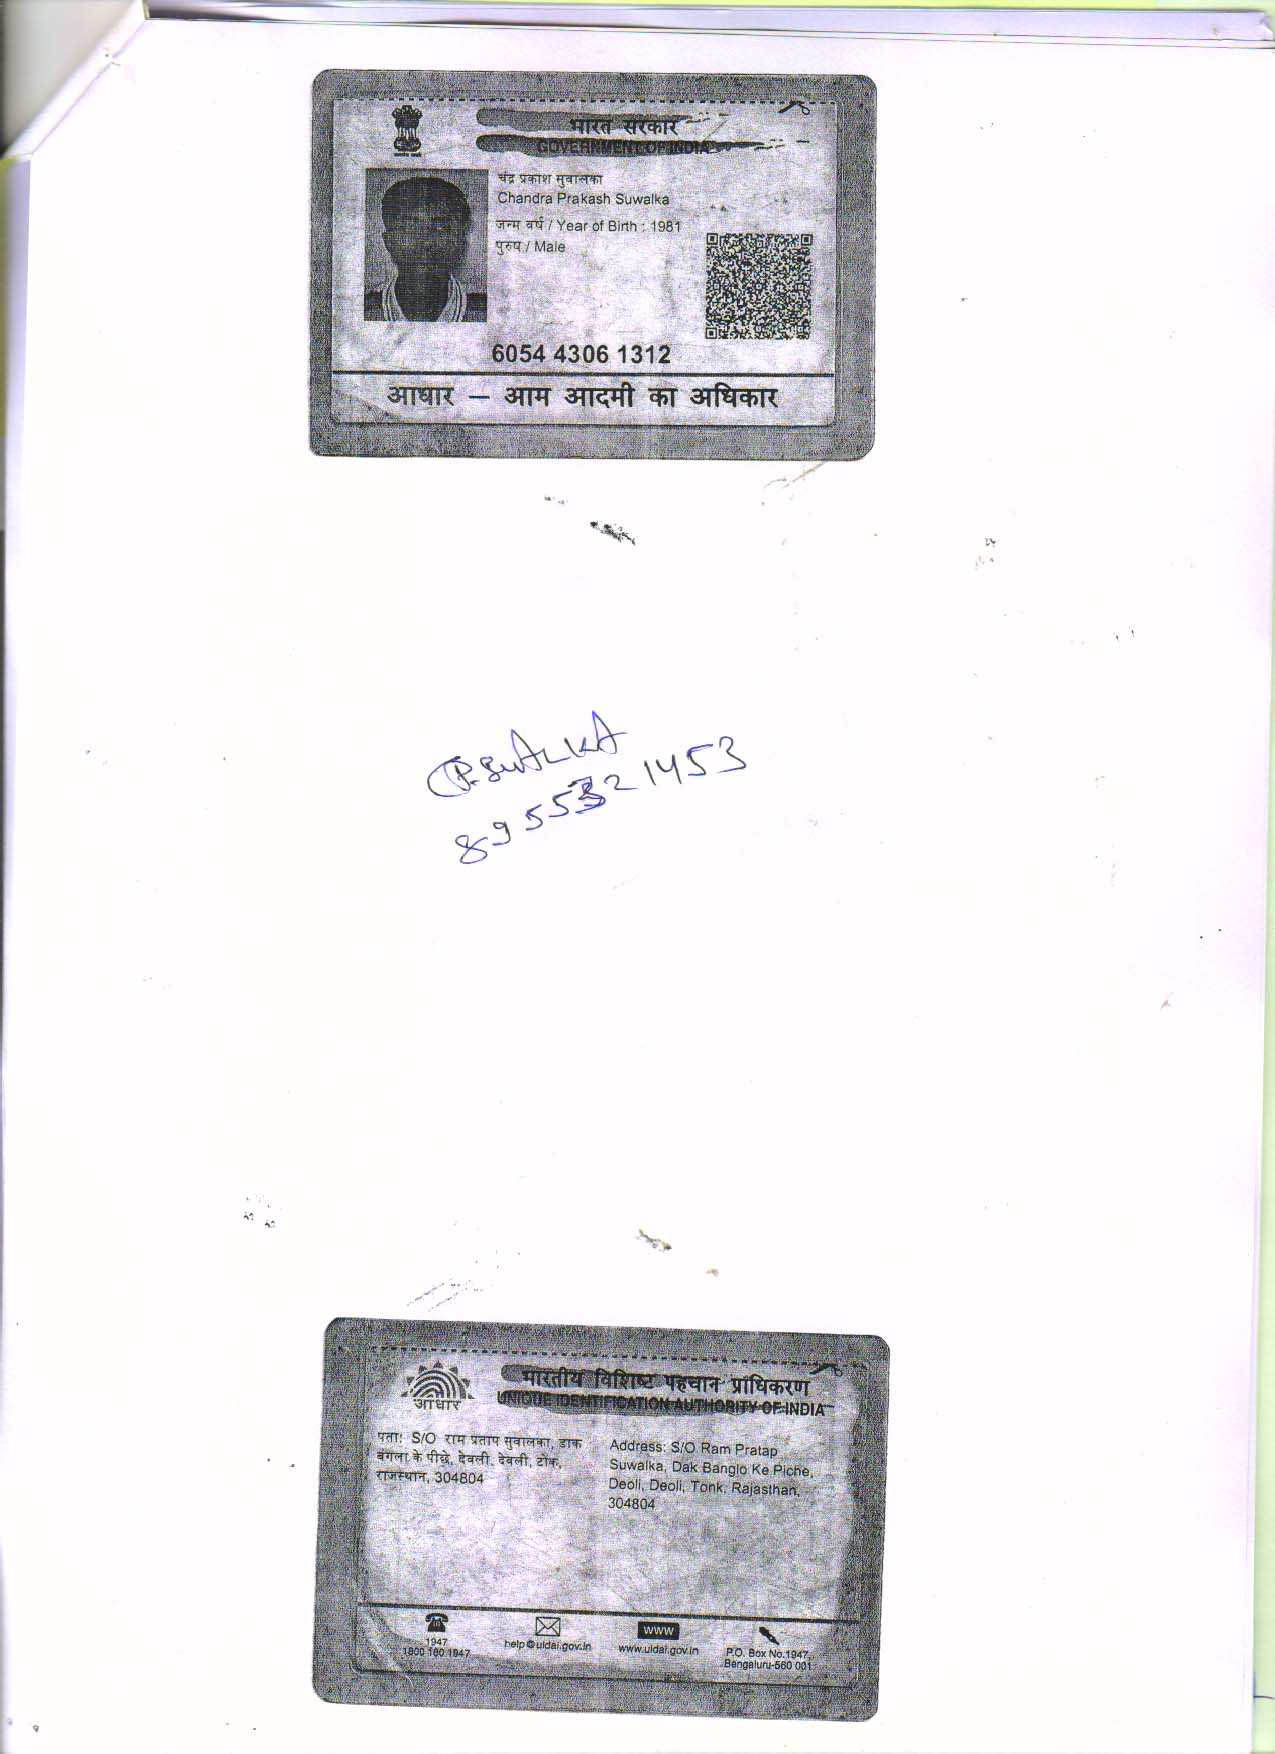 भारत सरकार
GOVERNMENT OF INDIA
चंद्र प्रकाश सुवालका
Chandra Prakash Suwalka
जन्म वर्ष / Year of Birth : 1981
पुरुष / Male
6054 4306 1312
आधार – आम आदमी का अधिकार
भारतीय विशिष्ट पहचान प्राधिकरण
UNIQUE IDENTIFICATION AUTHORITY OF INDIA
आधार
पता: S/O राम प्रताप सुवालका, डाक
बंगला के पीछे, देवली, देवली, टोंक,
राजस्थान, 304804
Address: S/O Ram Pratap
Suwalka, Dak Banglo Ke Piche,
Deoli, Deoli, Tonk, Rajasthan,
304804
1947
1800 180 1947
help@uidai.gov.in
WWW
www.uidai.gov.in
P.O. Box No.1947,
Bengaluru-560 001